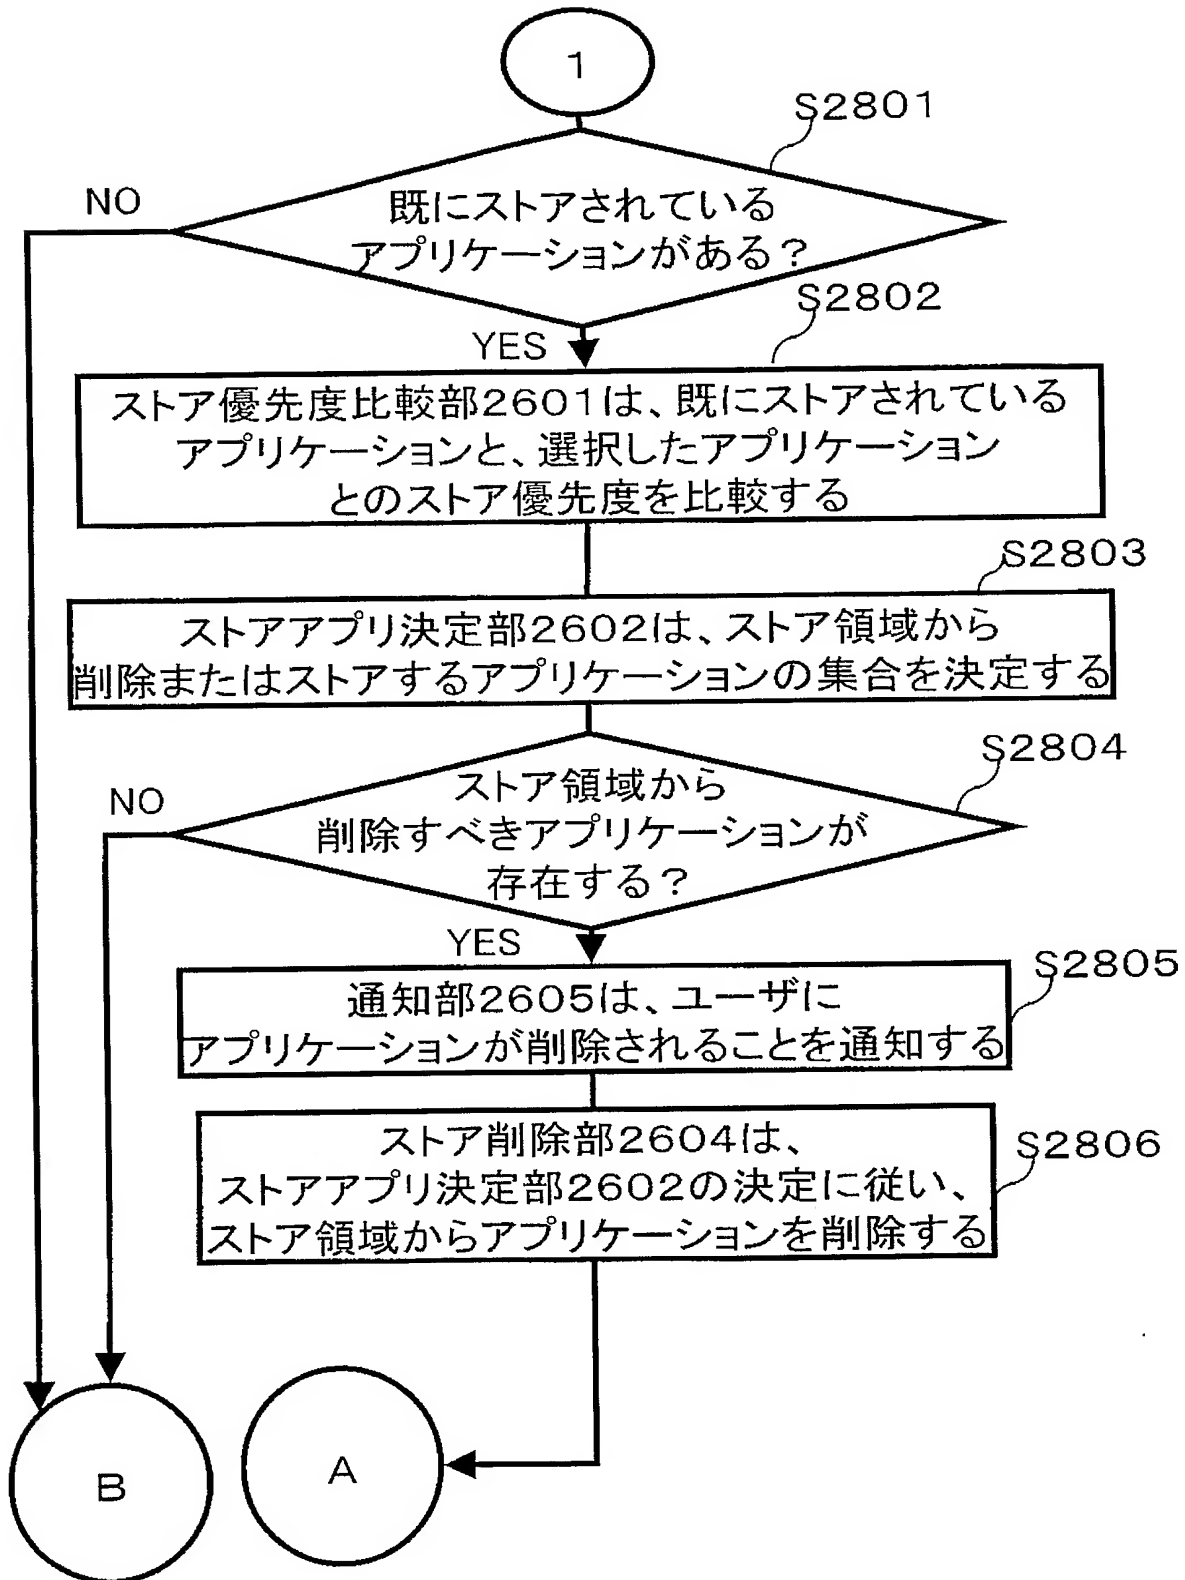 1
S2801
NO
既にストアされている
アプリケーションがある？
S2802
YES
ストア優先度比較部2601は、既にストアされている
アプリケーションと、選択したアプリケーション
とのストア優先度を比較する
S2803
ストアアプリ決定部2602は、ストア領域から
削除またはストアするアプリケーションの集合を決定する
S2804
NO
ストア領域から
削除すべきアプリケーションが
存在する？
YES
S2805
通知部2605は、ユーザに
アプリケーションが削除されることを通知する
S2806
ストア削除部2604は、
ストアアプリ決定部2602の決定に従い、
ストア領域からアプリケーションを削除する
B
A